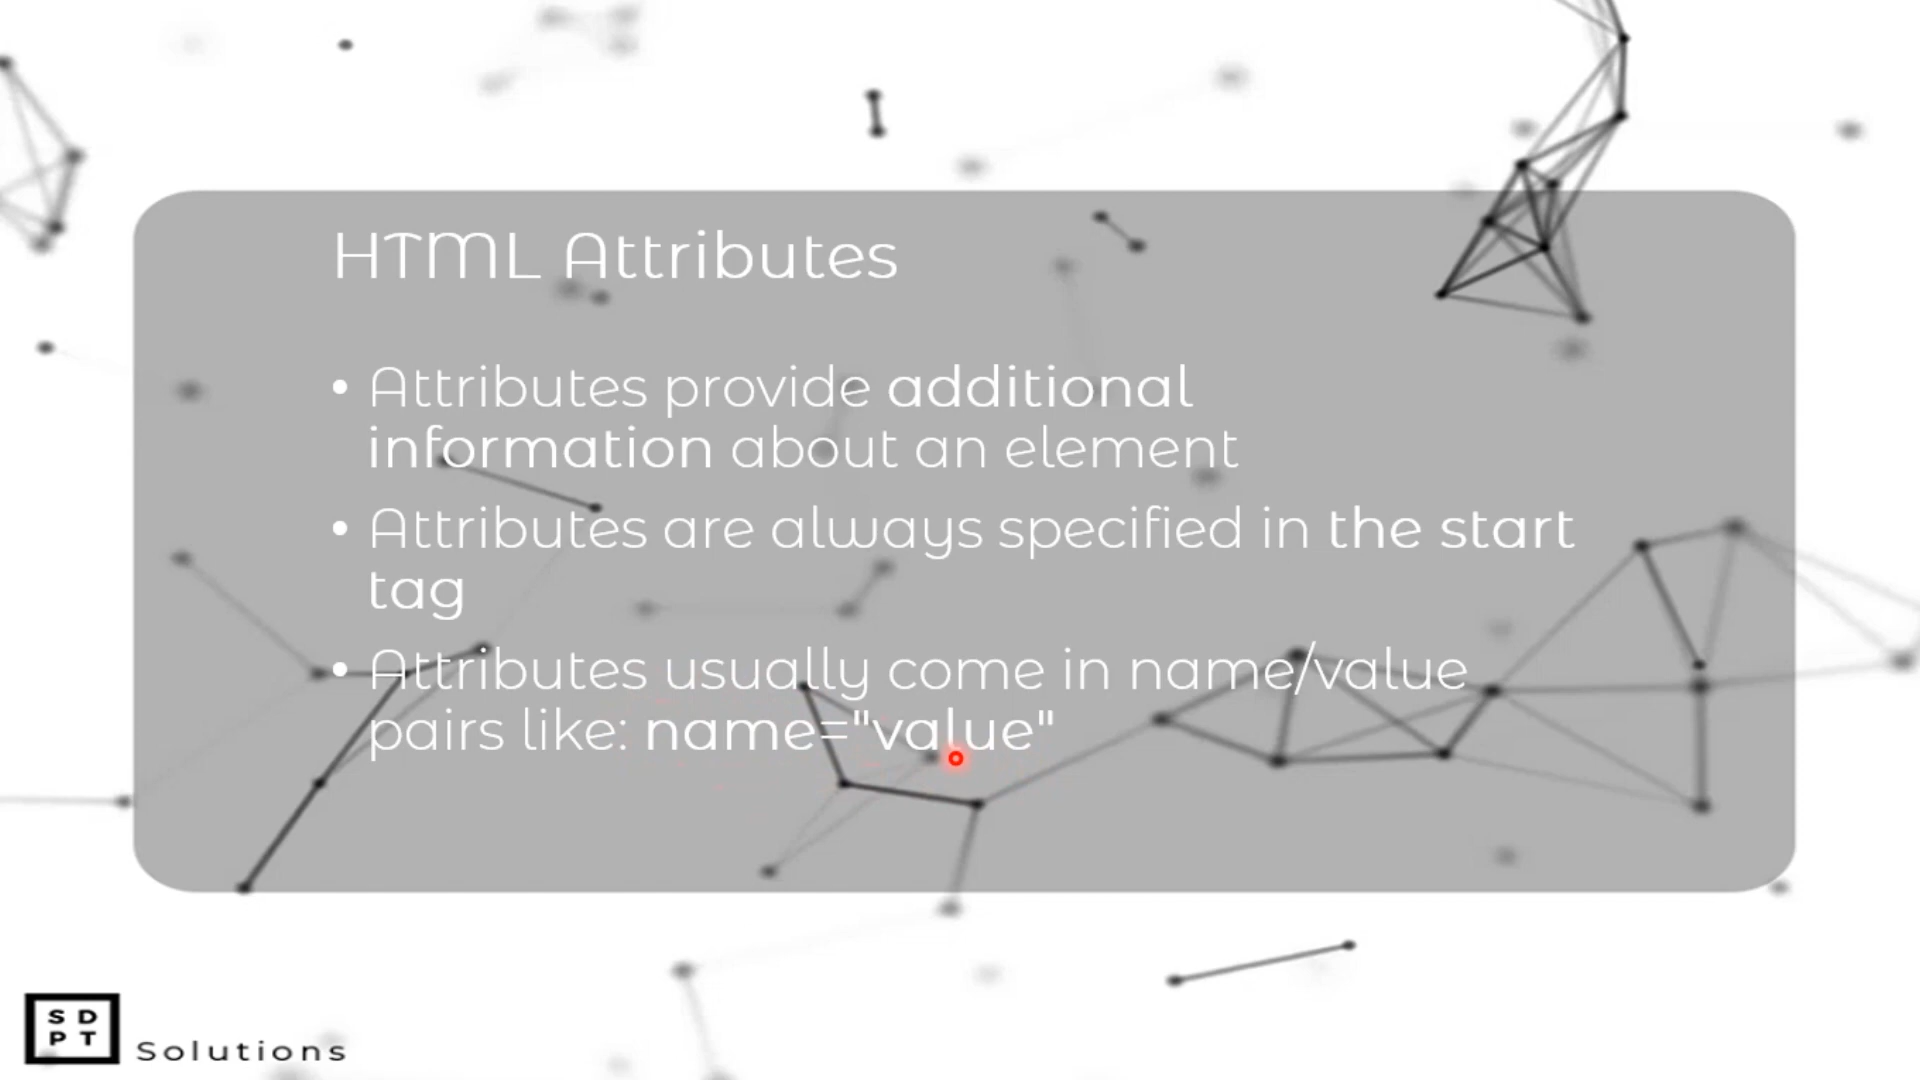 HTML Attributes
• Attributes provide additional
information about an element
• Attributes are always specified in the start
tag
• Attributes usually come in name/value
pairs like: name="value"
S D
P T
Solutions